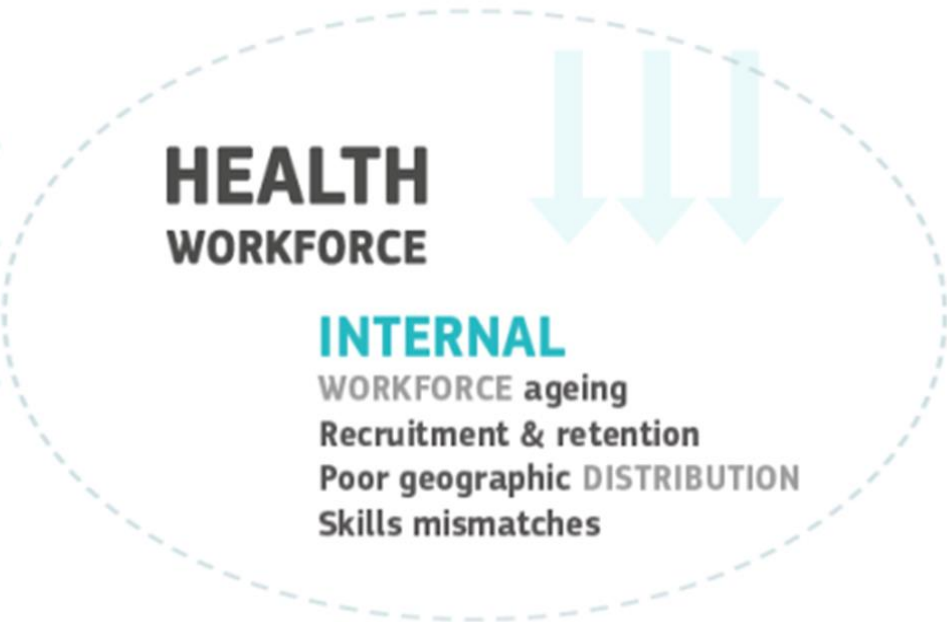 HEALTH
WORKFORCE
INTERNAL
WORKFORCE ageing
Recruitment & retention
Poor geographic DISTRIBUTION
Skills mismatches